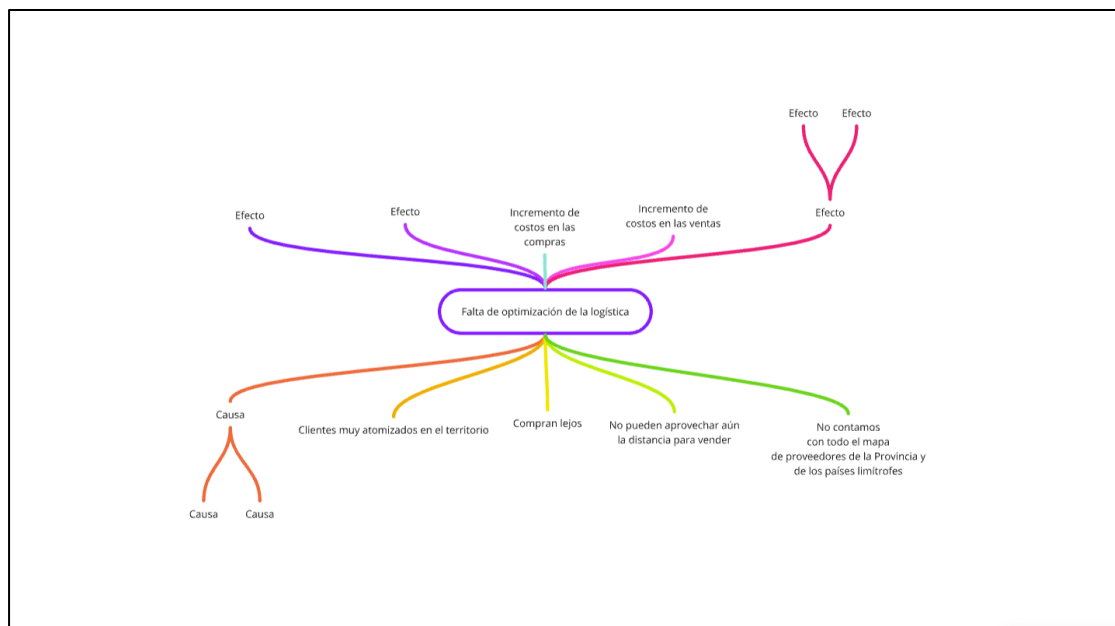 Efecto
Efecto
Efecto
Efecto
Incremento de
costos en las
compras
Incremento de
costos en las ventas
Efecto
Falta de optimización de la logística
Causa
Clientes muy atomizados en el territorio
Compran lejos
No pueden aprovechar aún
la distancia para vender
No contamos
con todo el mapa
de proveedores de la Provincia y
de los países limítrofes
Causa
Causa